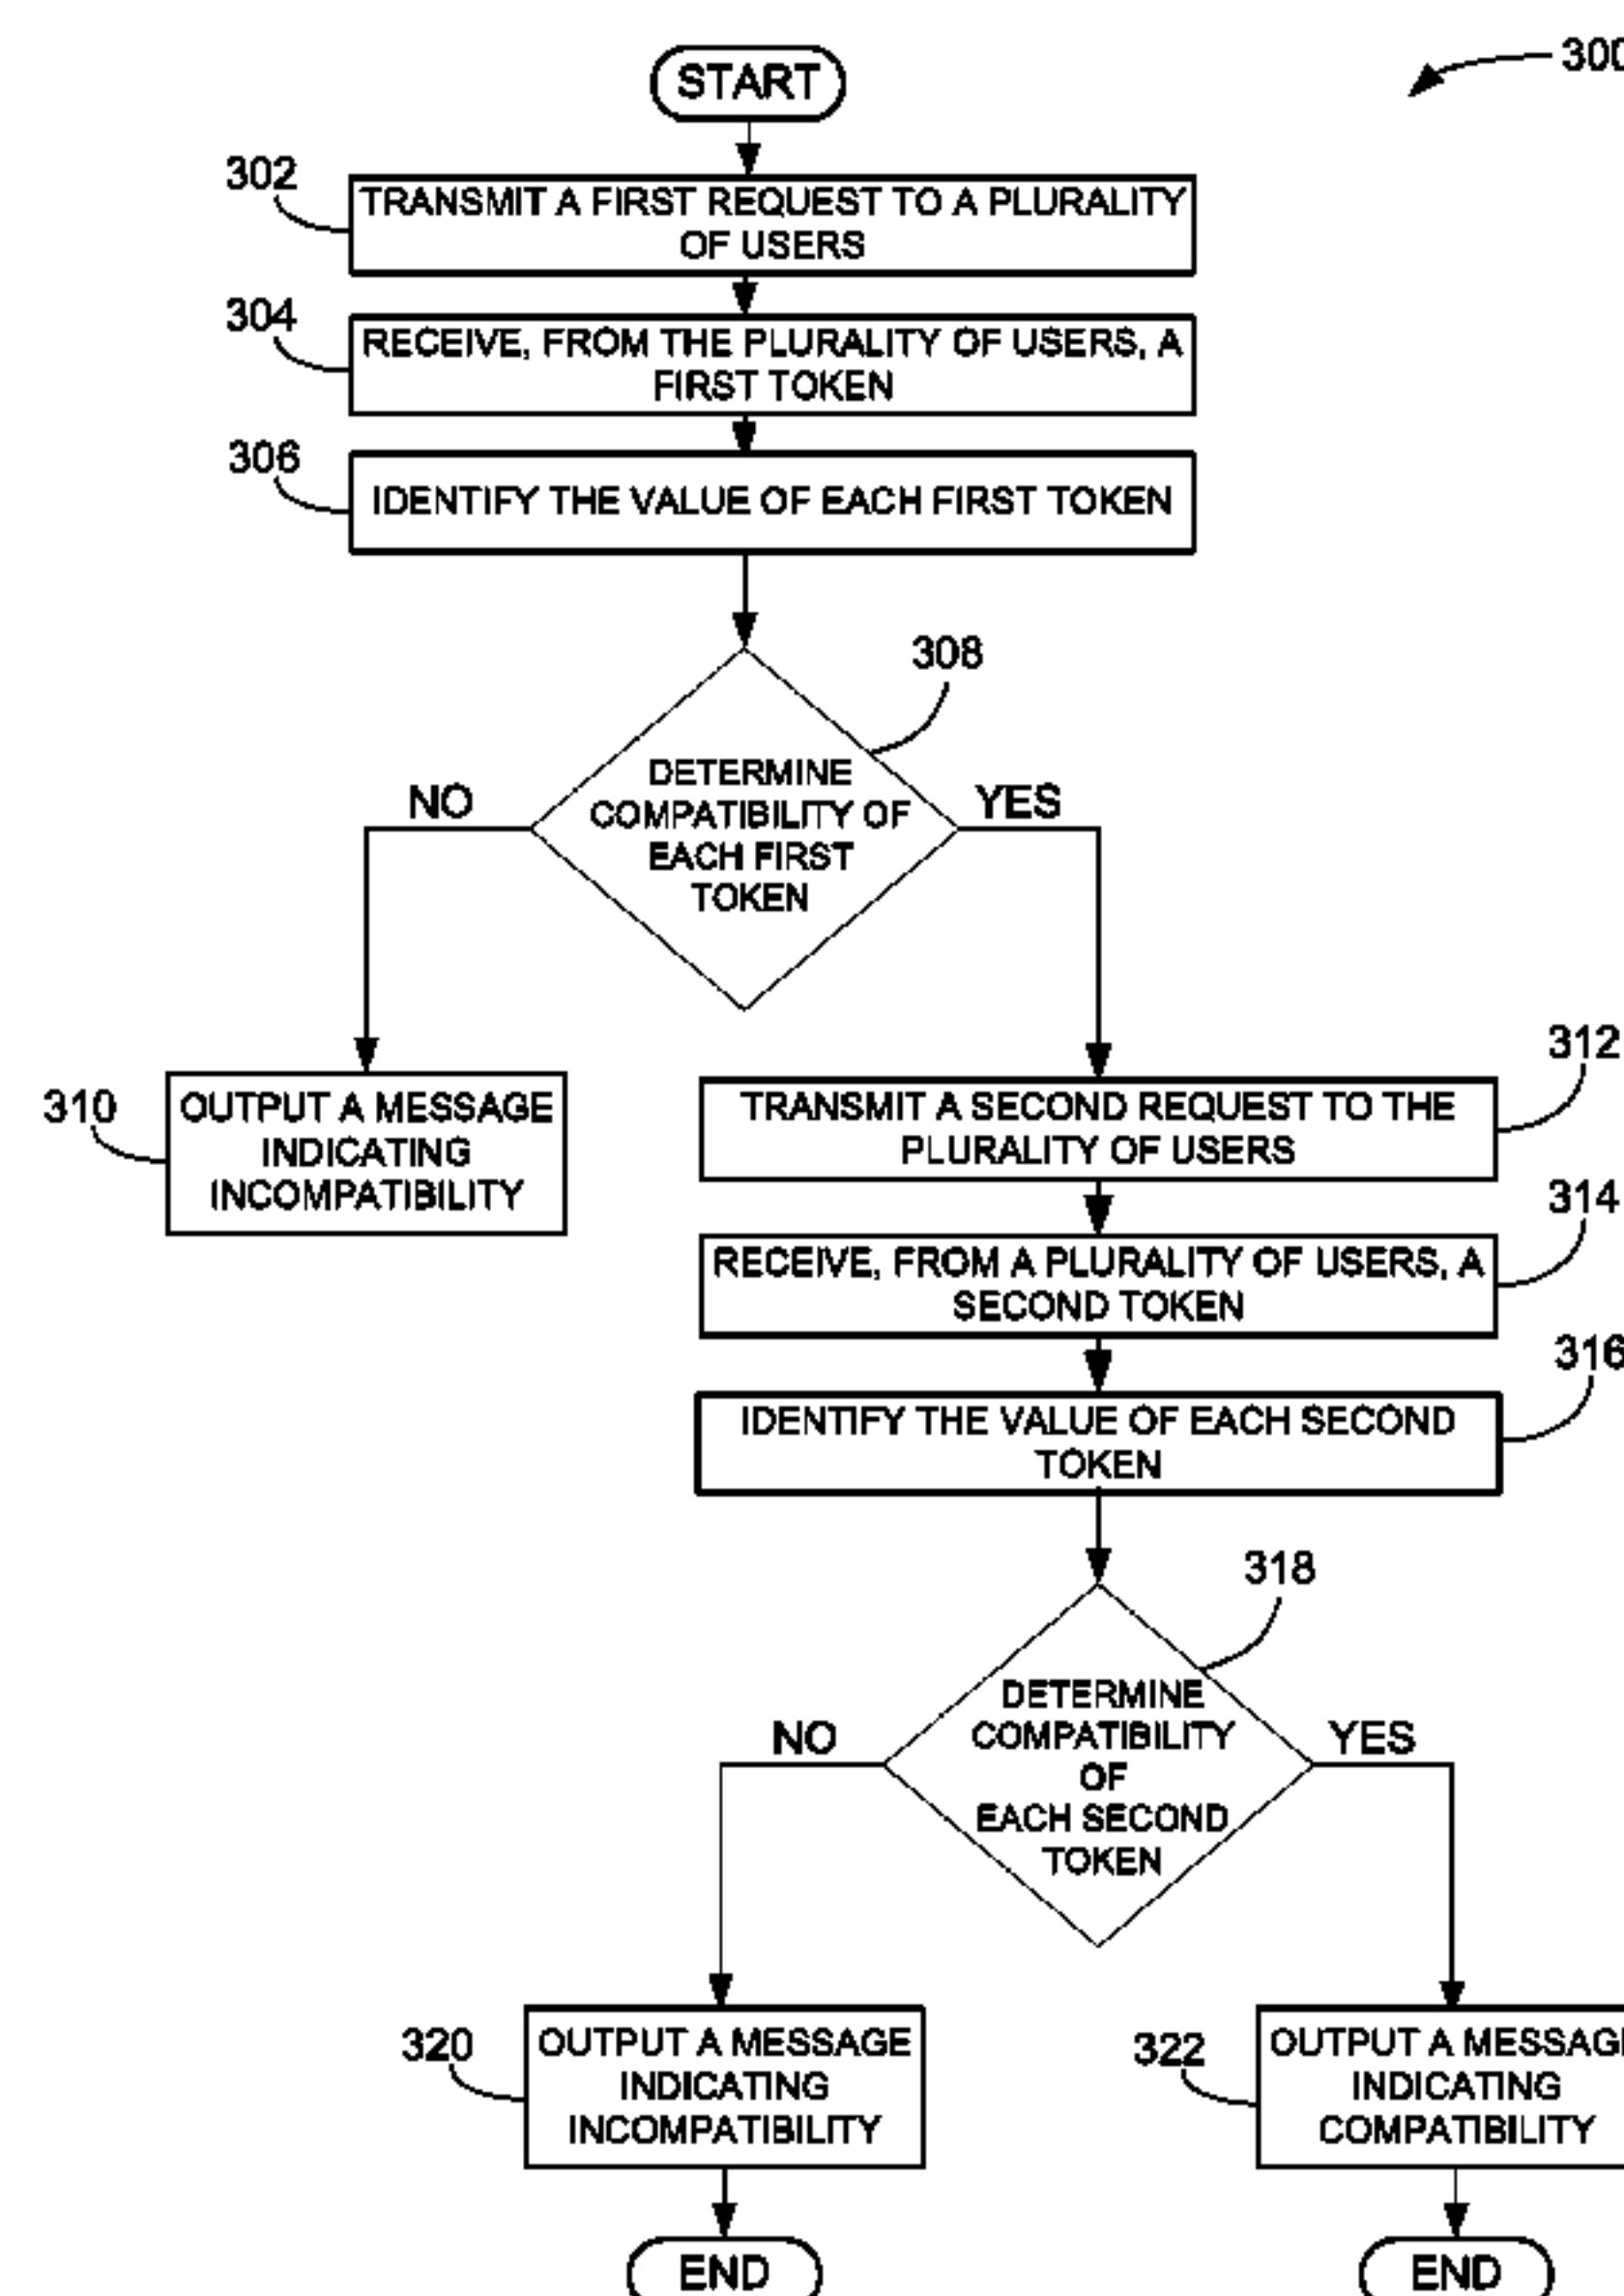 START
300
302
TRANSMIT A FIRST REQUEST TO A PLURALITY
OF USERS
304
RECEIVE, FROM THE PLURALITY OF USERS, A
FIRST TOKEN
306
IDENTIFY THE VALUE OF EACH FIRST TOKEN
308
DETERMINE
COMPATIBILITY OF
EACH FIRST
TOKEN
NO
YES
310
OUTPUT A MESSAGE
INDICATING
INCOMPATIBILITY
312
TRANSMIT A SECOND REQUEST TO THE
PLURALITY OF USERS
314
RECEIVE, FROM A PLURALITY OF USERS, A
SECOND TOKEN
316
IDENTIFY THE VALUE OF EACH SECOND
TOKEN
318
DETERMINE
COMPATIBILITY
OF
EACH SECOND
TOKEN
NO
YES
320
OUTPUT A MESSAGE
INDICATING
INCOMPATIBILITY
322
OUTPUT A MESSAGE
INDICATING
COMPATIBILITY
END
END